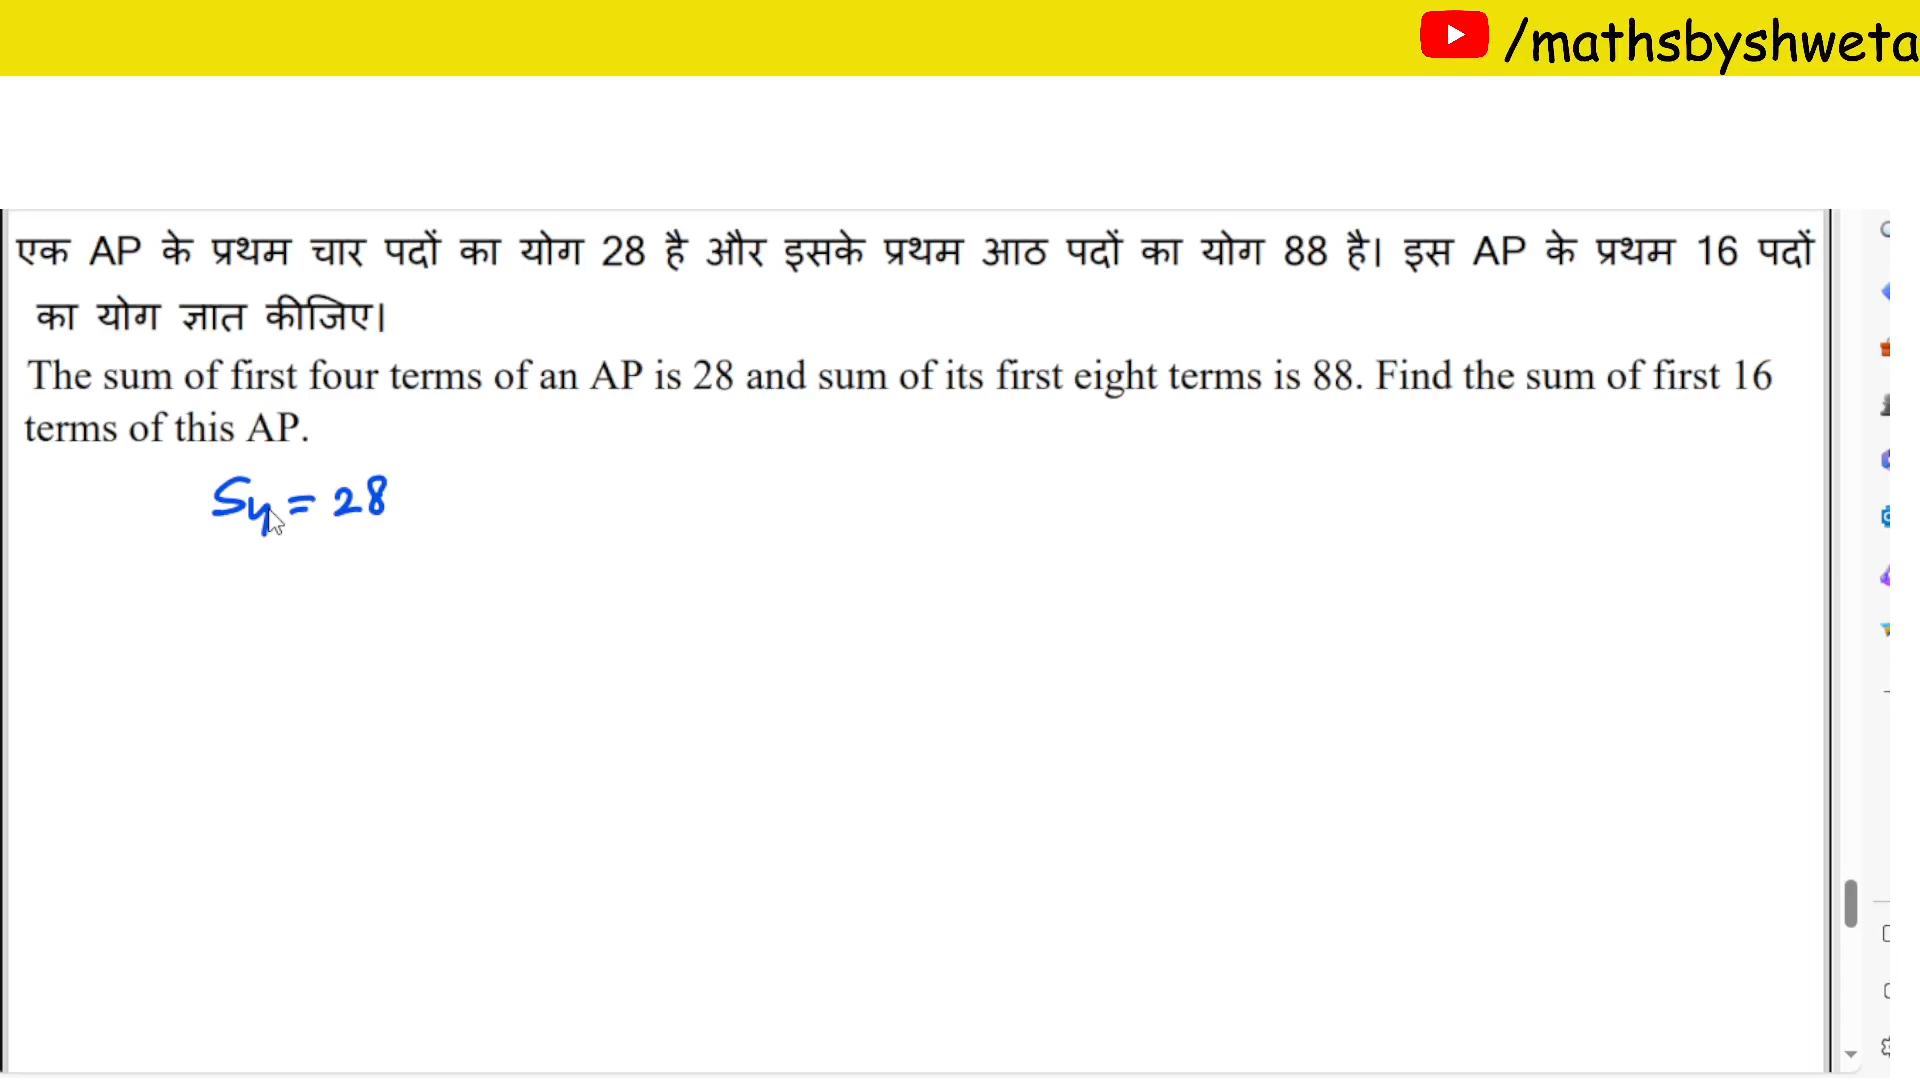 /mathsbyshweta
एक AP के प्रथम चार पदों का योग 28 है और इसके प्रथम आठ पदों का योग 88 है। इस AP के प्रथम 16 पदों
का योग ज्ञात कीजिए।
The sum of first four terms of an AP is 28 and sum of its first eight terms is 88. Find the sum of first 16
terms of this AP.
S₄ = 28